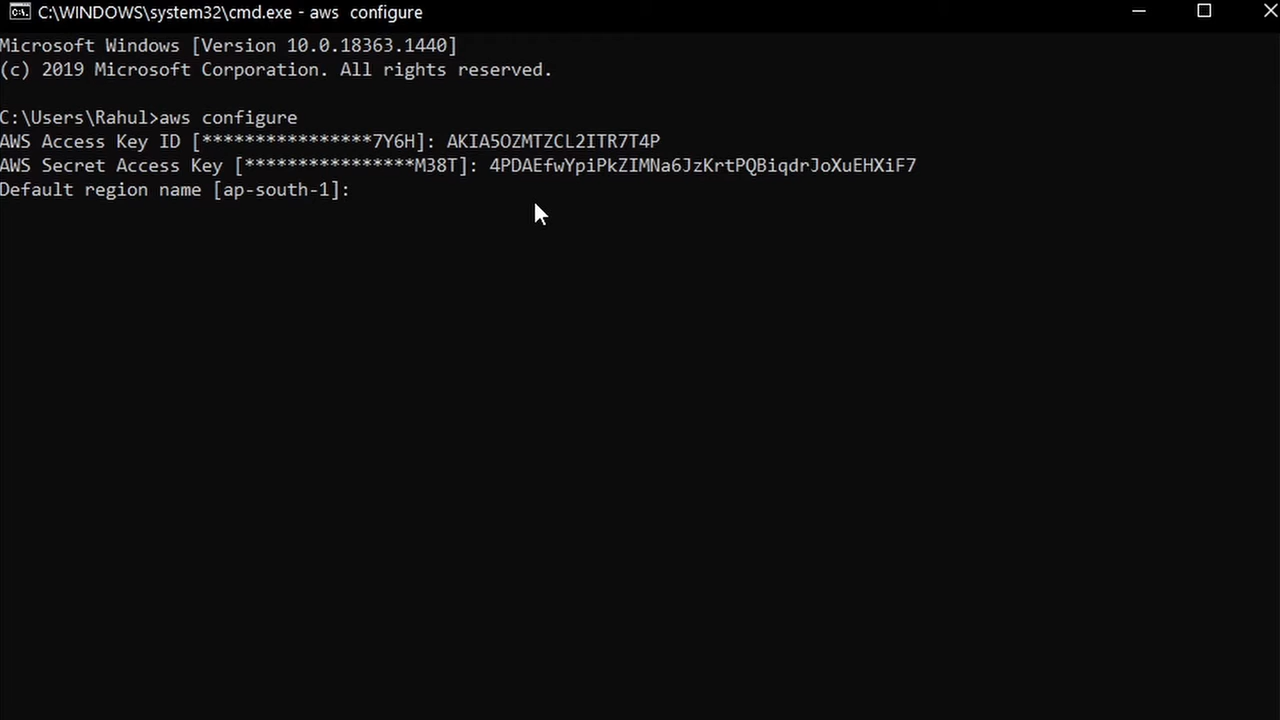 C:\WINDOWS\system32\cmd.exe - aws  configure
Microsoft Windows [Version 10.0.18363.1440]
(c) 2019 Microsoft Corporation. All rights reserved.
C:\Users\Rahul>aws configure
AWS Access Key ID [****************7Y6H]: AKIA5OZMTZCL2ITR7T4P
AWS Secret Access Key [****************M38T]: 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
Default region name [ap-south-1]: